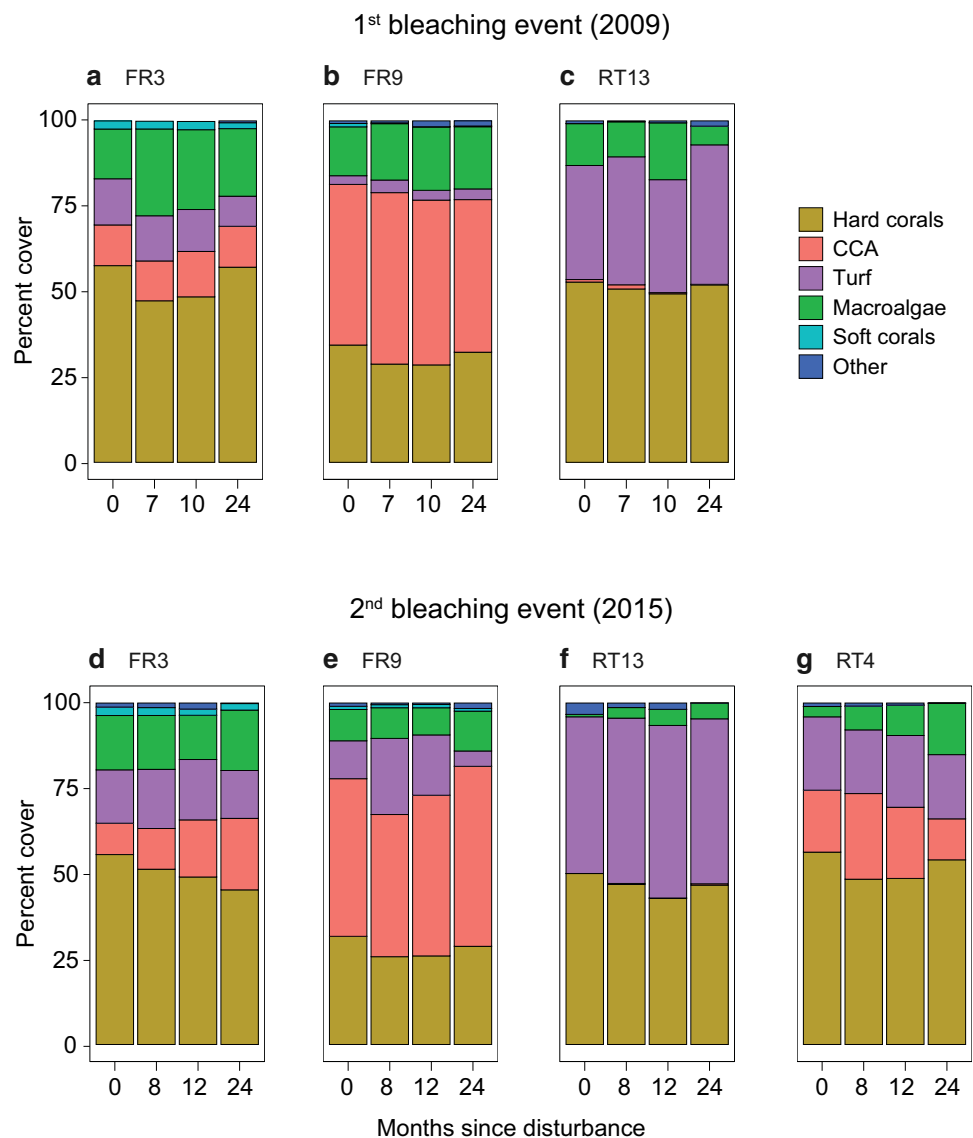 1st bleaching event (2009)
a FR3
b FR9
c RT13
Percent cover
100
75
50
25
0
0 7 10 24
0 7 10 24
0 7 10 24
Hard corals
CCA
Turf
Macroalgae
Soft corals
Other
2nd bleaching event (2015)
d FR3
e FR9
f RT13
g RT4
Percent cover
100
75
50
25
0
0 8 12 24
0 8 12 24
0 8 12 24
0 8 12 24
Months since disturbance